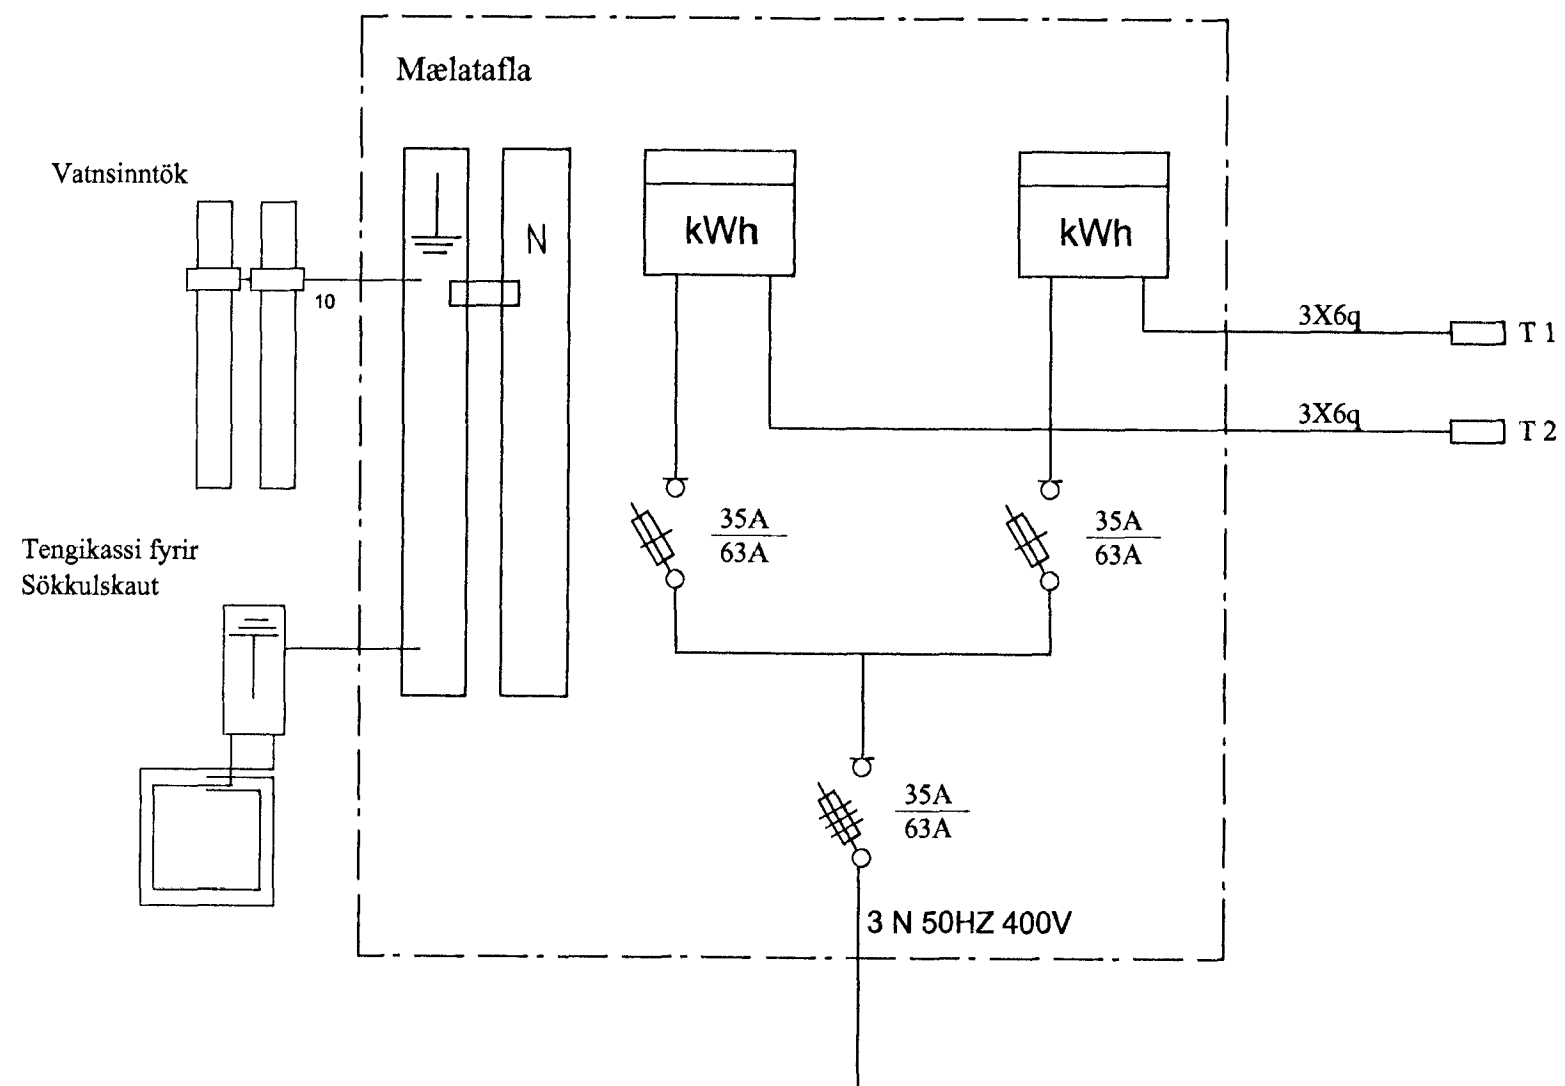 Mælatafla
Vatnsinntök
N
kWh
kWh
10
3X6q
T 1
3X6q
T 2
35A
63A
35A
63A
Tengikassi fyrir
Sökkulskaut
35A
63A
3 N 50HZ 400V